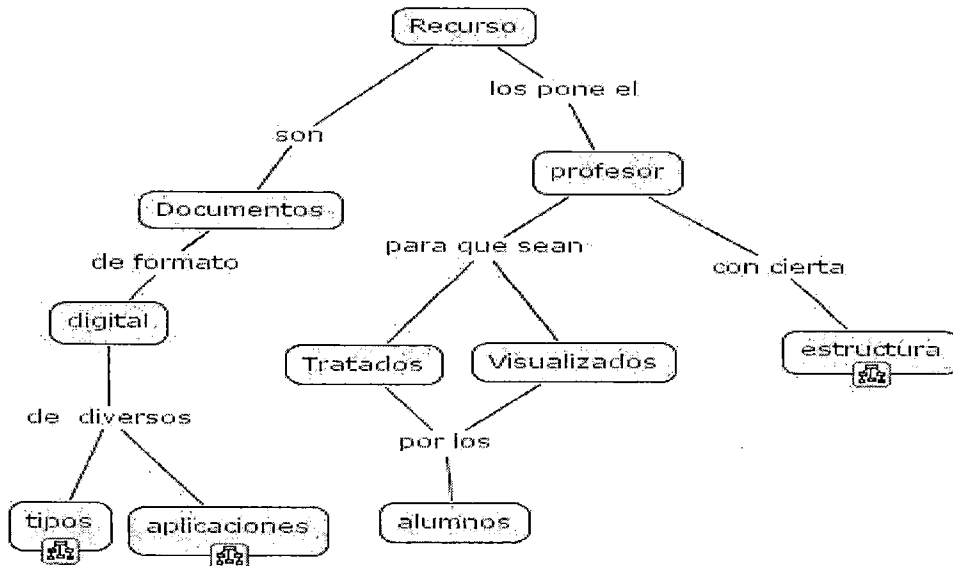 Recurso
los pone el
son
profesor
Documentos
para que sean
de formato
con cierta
digital
Tratados
Visualizados
estructura
de diversos
por los
tipos
aplicaciones
alumnos